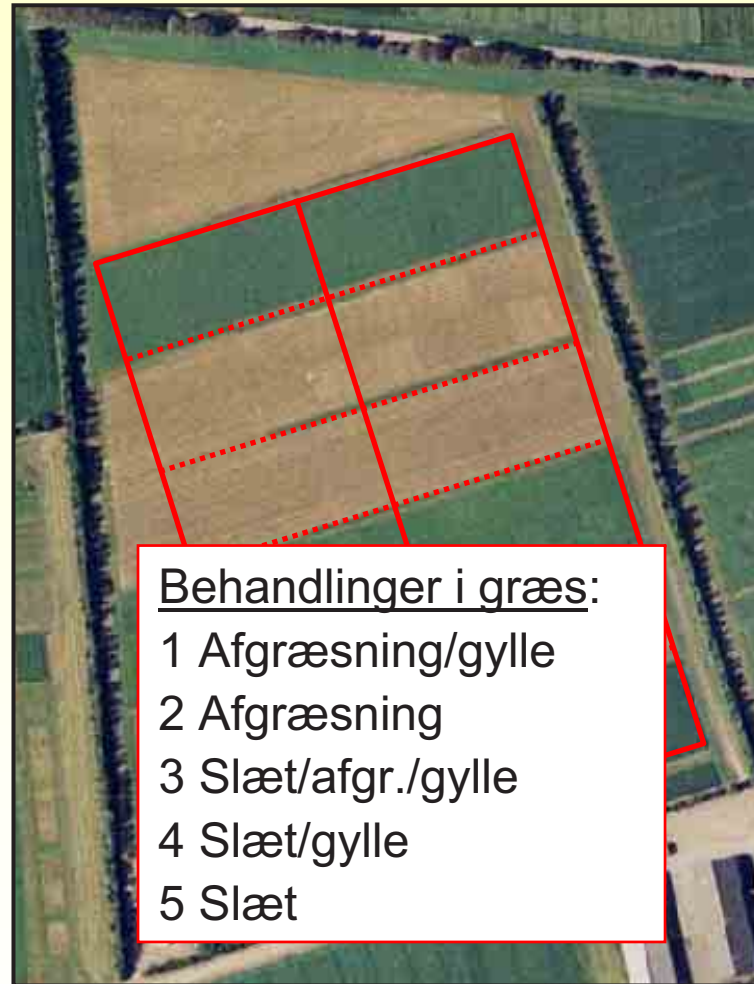 Behandlinger i græs:
1 Afgræsning/gylle
2 Afgræsning
3 Slæt/afgr./gylle
4 Slæt/gylle
5 Slæt